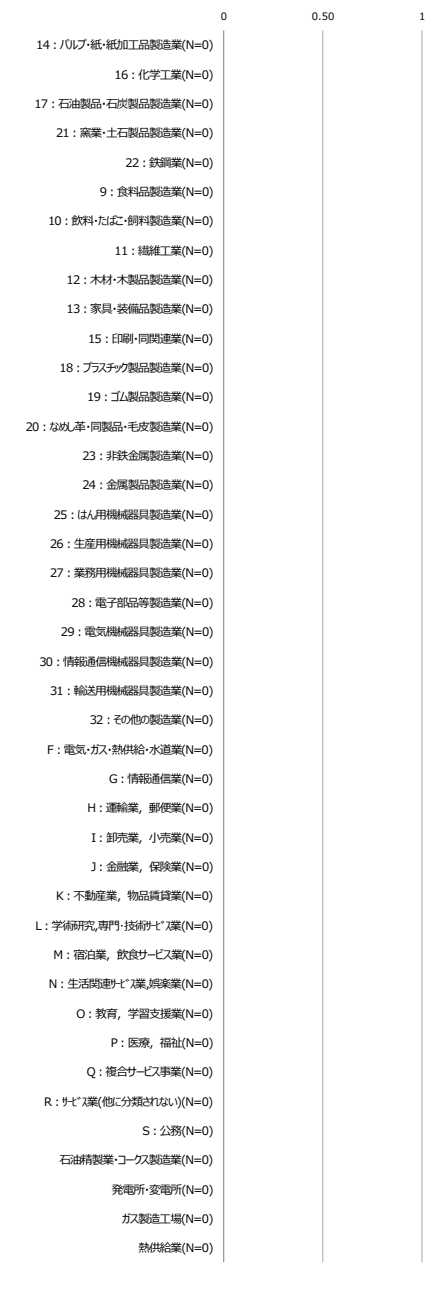 0 0.50 1
14：パルプ・紙・紙加工品製造業(N=0)
16：化学工業(N=0)
17：石油製品・石炭製品製造業(N=0)
21：窯業・土石製品製造業(N=0)
22：鉄鋼業(N=0)
9：食料品製造業(N=0)
10：飲料・たばこ・飼料製造業(N=0)
11：繊維工業(N=0)
12：木材・木製品製造業(N=0)
13：家具・装備品製造業(N=0)
15：印刷・同関連業(N=0)
18：プラスチック製品製造業(N=0)
19：ゴム製品製造業(N=0)
20：なめし革・同製品・毛皮製造業(N=0)
23：非鉄金属製造業(N=0)
24：金属製品製造業(N=0)
25：はん用機械器具製造業(N=0)
26：生産用機械器具製造業(N=0)
27：業務用機械器具製造業(N=0)
28：電子部品等製造業(N=0)
29：電気機械器具製造業(N=0)
30：情報通信機械器具製造業(N=0)
31：輸送用機械器具製造業(N=0)
32：その他の製造業(N=0)
F：電気・ガス・熱供給・水道業(N=0)
G：情報通信業(N=0)
H：運輸業，郵便業(N=0)
I：卸売業，小売業(N=0)
J：金融業，保険業(N=0)
K：不動産業，物品賃貸業(N=0)
L：学術研究,専門・技術ｻｰﾋﾞｽ業(N=0)
M：宿泊業，飲食サービス業(N=0)
N：生活関連ｻｰﾋﾞｽ業,娯楽業(N=0)
O：教育，学習支援業(N=0)
P：医療，福祉(N=0)
Q：複合サービス事業(N=0)
R：ｻｰﾋﾞｽ業(他に分類されない)(N=0)
S：公務(N=0)
石油精製業・コークス製造業(N=0)
発電所・変電所(N=0)
ガス製造工場(N=0)
熱供給業(N=0)